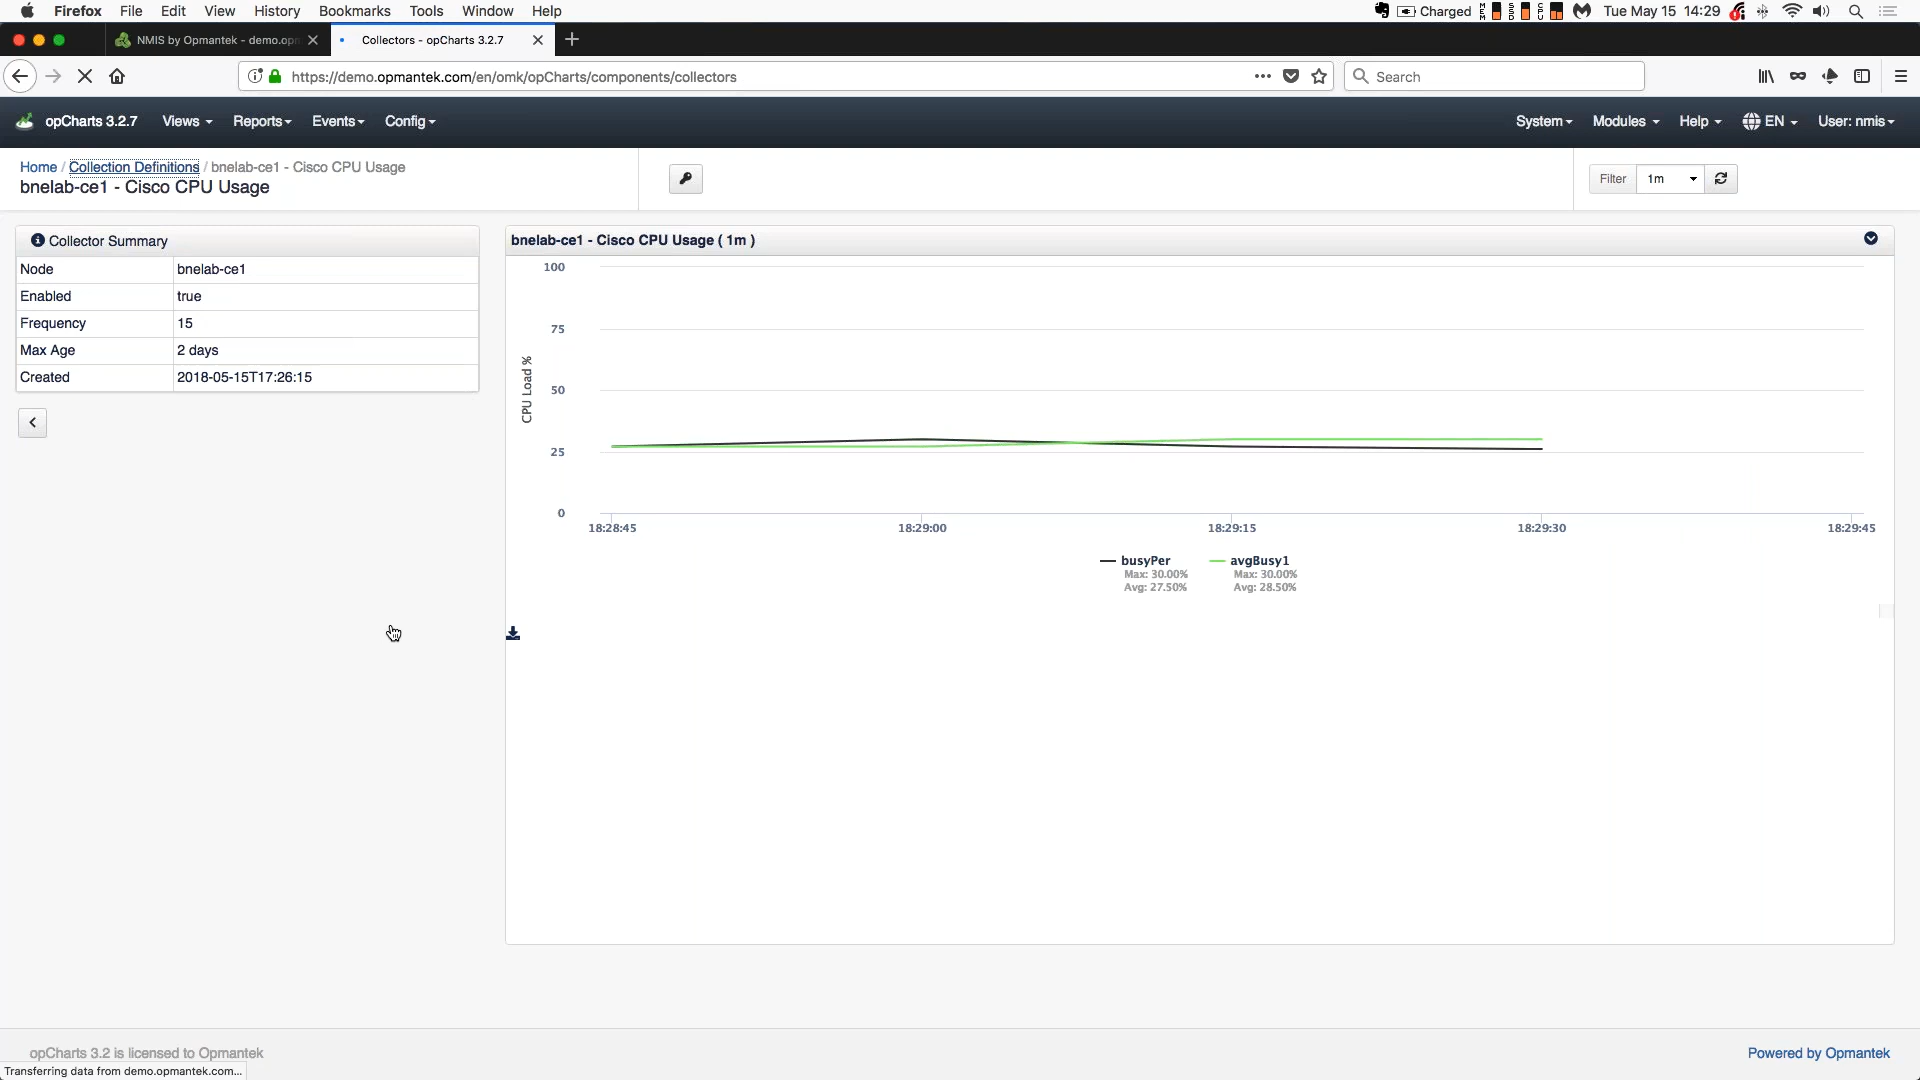 Firefox File Edit View History Bookmarks Tools Window Help Charged MEM SSD CPU Tue May 15 14:29
NMIS by Opmantek - demo.opn Collectors - opCharts 3.2.7
https://demo.opmantek.com/en/omk/opCharts/components/collectors Search
opCharts 3.2.7 Views Reports Events Config System Modules Help EN User: nmis
Home / Collection Definitions / bnelab-ce1 - Cisco CPU Usage
bnelab-ce1 - Cisco CPU Usage
Filter 1m
Collector Summary
Node bnelab-ce1
Enabled true
Frequency 15
Max Age 2 days
Created 2018-05-15T17:26:15
bnelab-ce1 - Cisco CPU Usage ( 1m )
100
75
50
25
0
CPU Load %
18:28:45 18:29:00 18:29:15 18:29:30 18:29:45
busyPer avgBusy1
Max: 30.00% Max: 30.00%
Avg: 27.50% Avg: 28.50%
opCharts 3.2 is licensed to Opmantek
Powered by Opmantek
Transferring data from demo.opmantek.com...